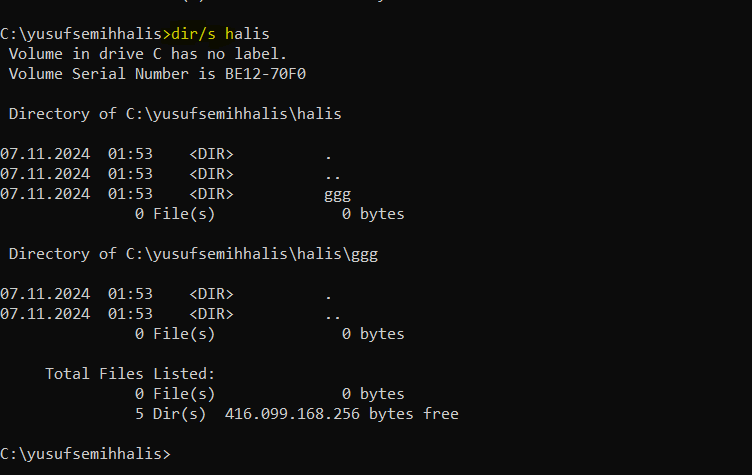 C:\yusufsemihhalis>dir/s halis
Volume in drive C has no label.
Volume Serial Number is BE12-70F0
Directory of C:\yusufsemihhalis\halis
07.11.2024 01:53 <DIR> .
07.11.2024 01:53 <DIR> ..
07.11.2024 01:53 <DIR> ggg
0 File(s) 0 bytes
Directory of C:\yusufsemihhalis\halis\ggg
07.11.2024 01:53 <DIR> .
07.11.2024 01:53 <DIR> ..
0 File(s) 0 bytes
Total Files Listed:
0 File(s) 0 bytes
5 Dir(s) 416.099.168.256 bytes free
C:\yusufsemihhalis>